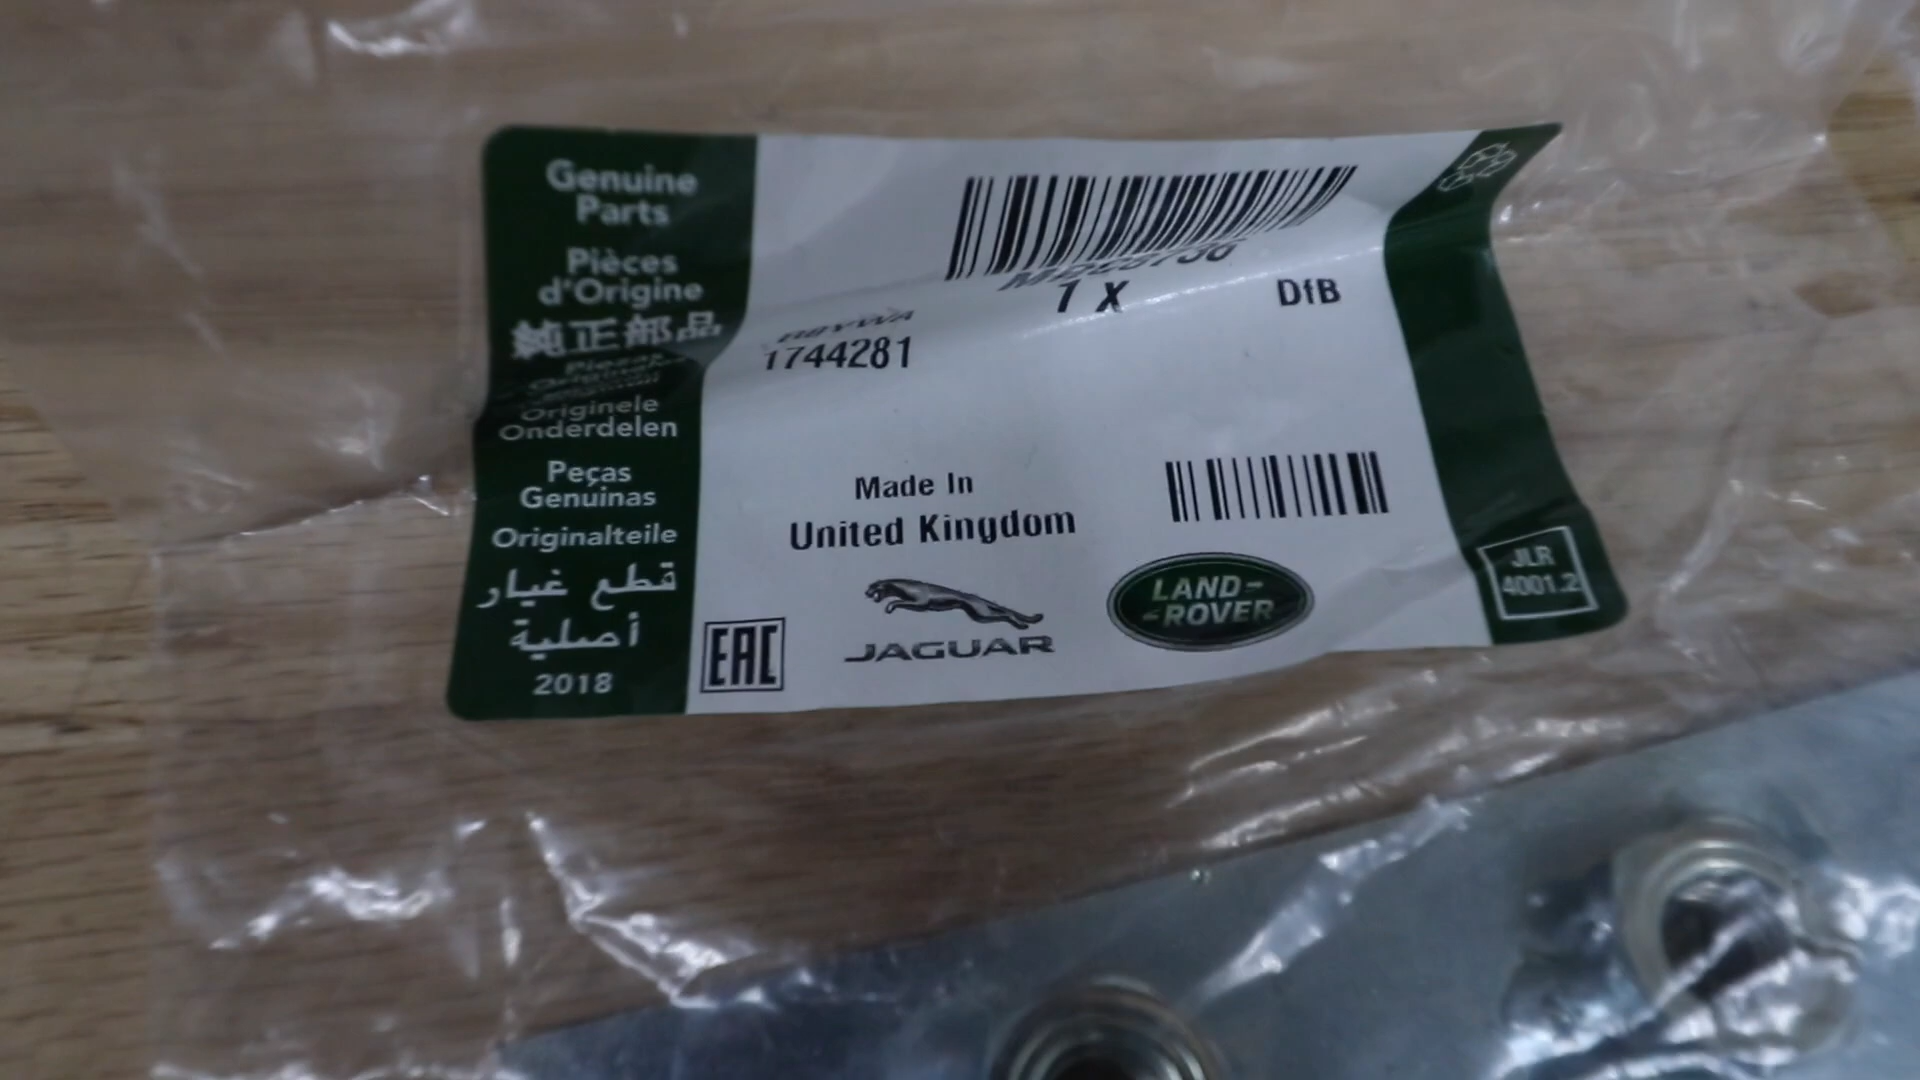 Genuine
Parts
Pièces
d'Origine
純正部品
Piezas
Originele
Onderdelen
Peças
Genuinas
Originalteile
قطع غيار
أصلية
2018
1 X
DfB
1744281
Made In
United Kingdom
EAC
JAGUAR
LAND-
-ROVER
JLR
4001.2